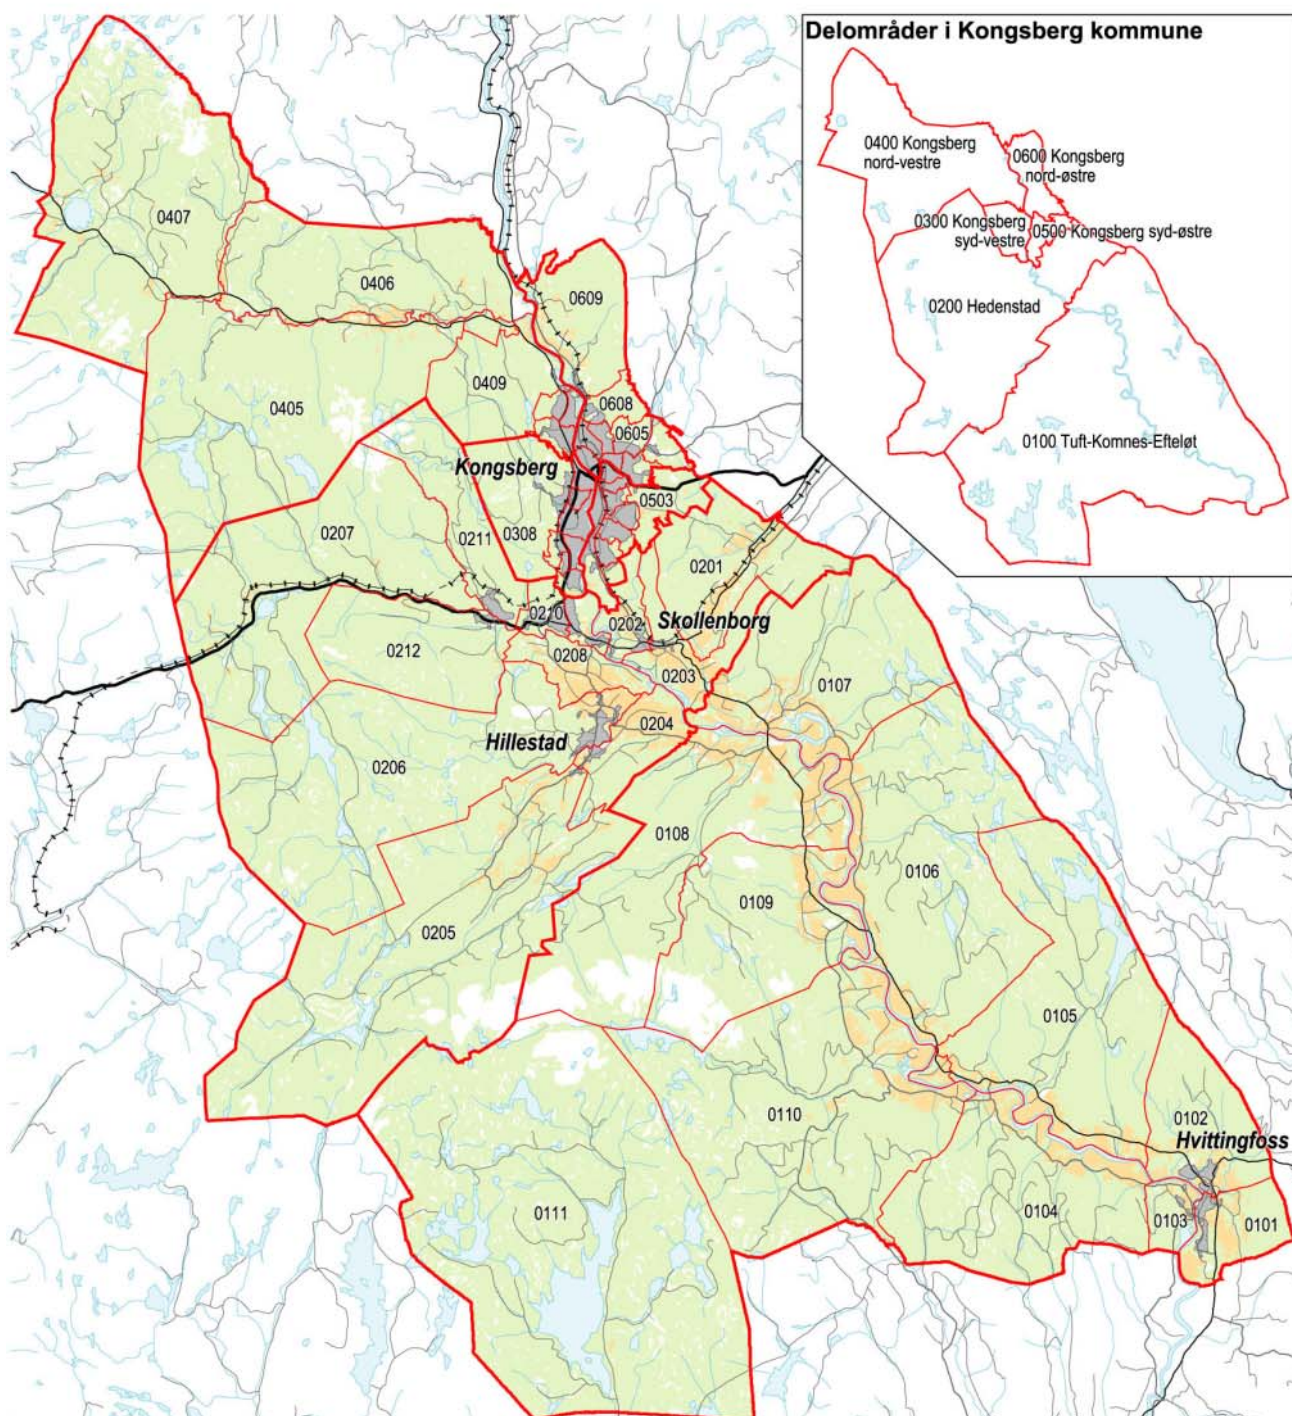 Delområder i Kongsberg kommune
0400 Kongsberg
nord-vestre
0600 Kongsberg
nord-østre
0300 Kongsberg
syd-vestre
0500 Kongsberg syd-østre
0200 Hedenstad
0100 Tuft-Komnes-Efteløt
0407
0406
0609
0409
0405
0608
0605
Kongsberg
0503
0308
0207
0211
0201
0210
0202
Skollenborg
0212
0208
0203
0107
0204
Hillestad
0206
0108
0106
0109
0205
0105
0110
0102
Hvittingfoss
0111
0104
0103
0101